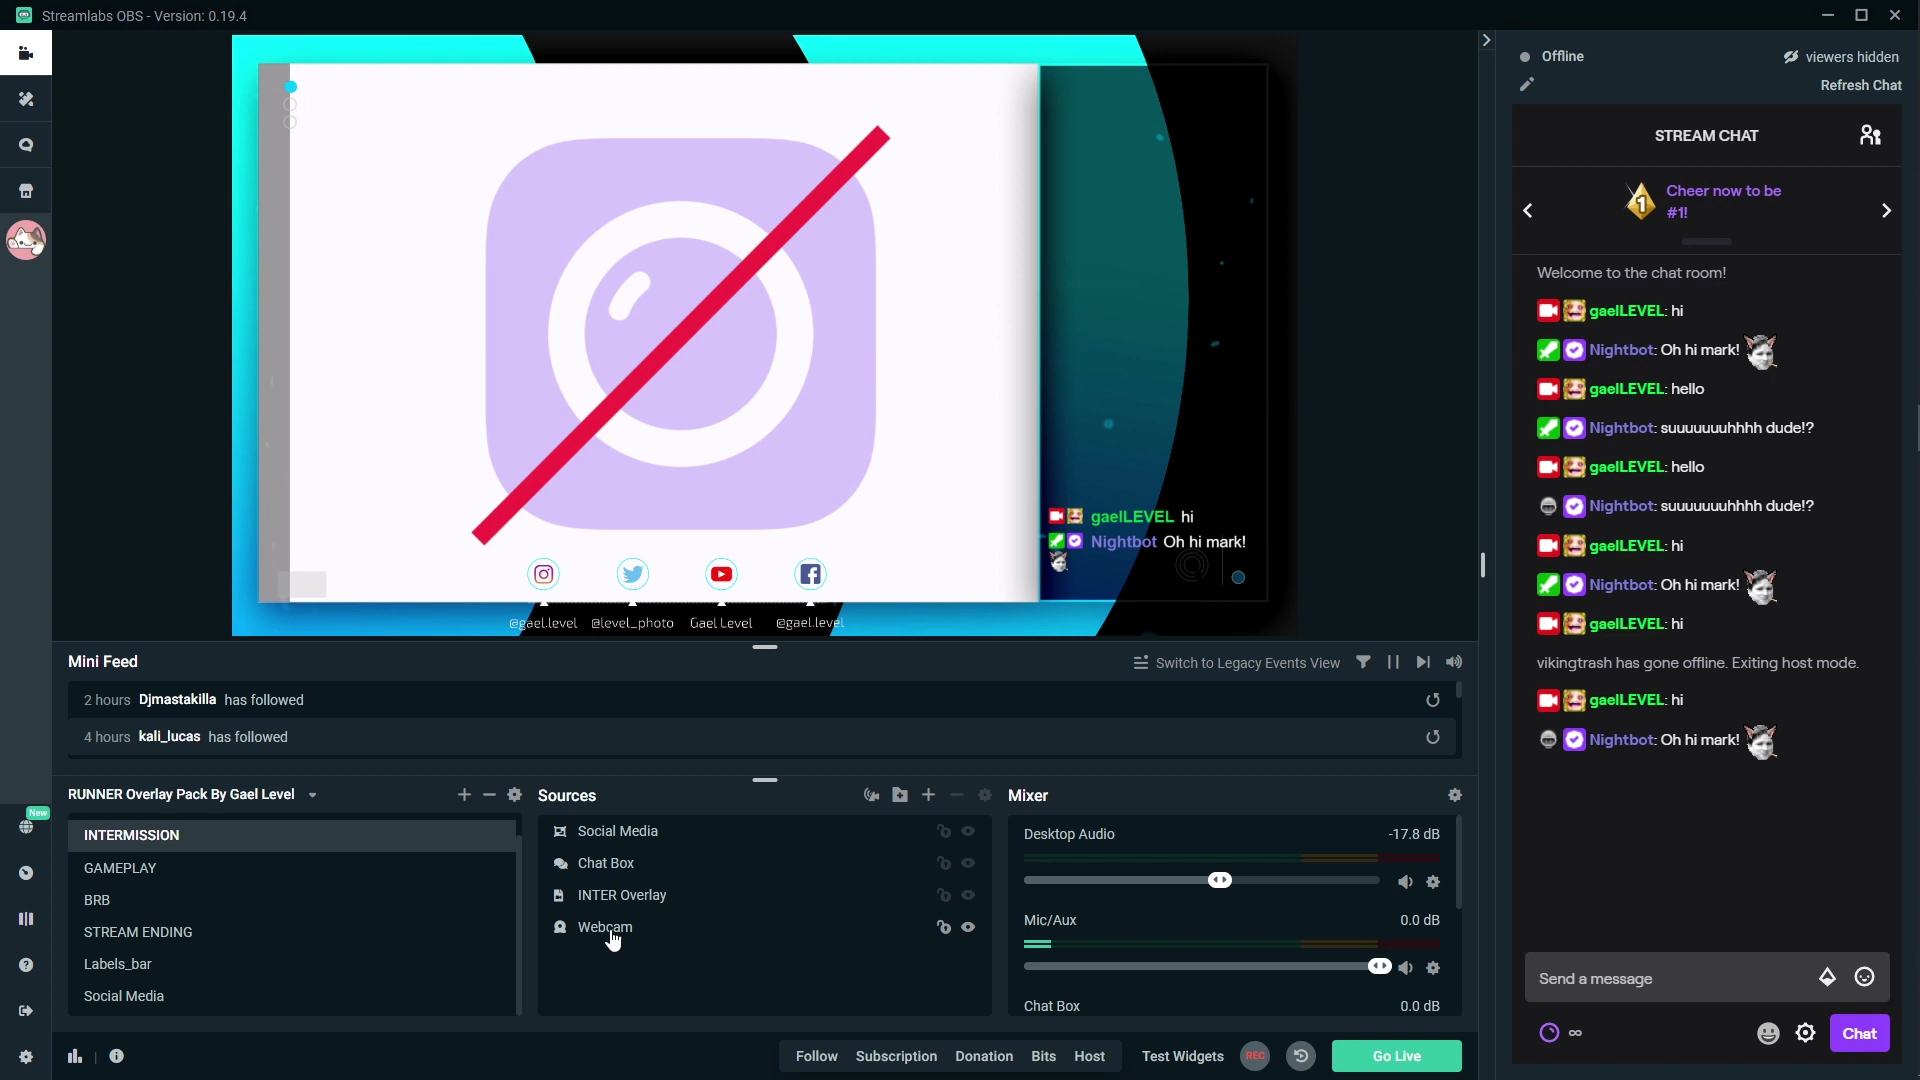 Streamlabs OBS - Version: 0.19.4
Offline
viewers hidden
Refresh Chat
STREAM CHAT
Cheer now to be
#1!
1
Welcome to the chat room!
gaelLEVEL: hi
Nightbot: Oh hi mark!
gaelLEVEL: hello
Nightbot: suuuuuuuhhhh dude!?
gaelLEVEL: hello
Nightbot: suuuuuuuhhhh dude!?
gaelLEVEL: hi
Nightbot: Oh hi mark!
gaelLEVEL: hi
vikingtrash has gone offline. Exiting host mode.
gaelLEVEL: hi
Nightbot: Oh hi mark!
Send a message
Chat
gaelLEVEL hi
Nightbot Oh hi mark!
@gael.level @level_photo Gael Level @gael.level
Mini Feed
Switch to Legacy Events View
2 hours Djmastakilla has followed
4 hours kali_lucas has followed
New
RUNNER Overlay Pack By Gael Level
INTERMISSION
GAMEPLAY
BRB
STREAM ENDING
Labels_bar
Social Media
Sources
Social Media
Chat Box
INTER Overlay
Webcam
Mixer
Desktop Audio -17.8 dB
Mic/Aux 0.0 dB
Chat Box 0.0 dB
Follow Subscription Donation Bits Host Test Widgets REC Go Live